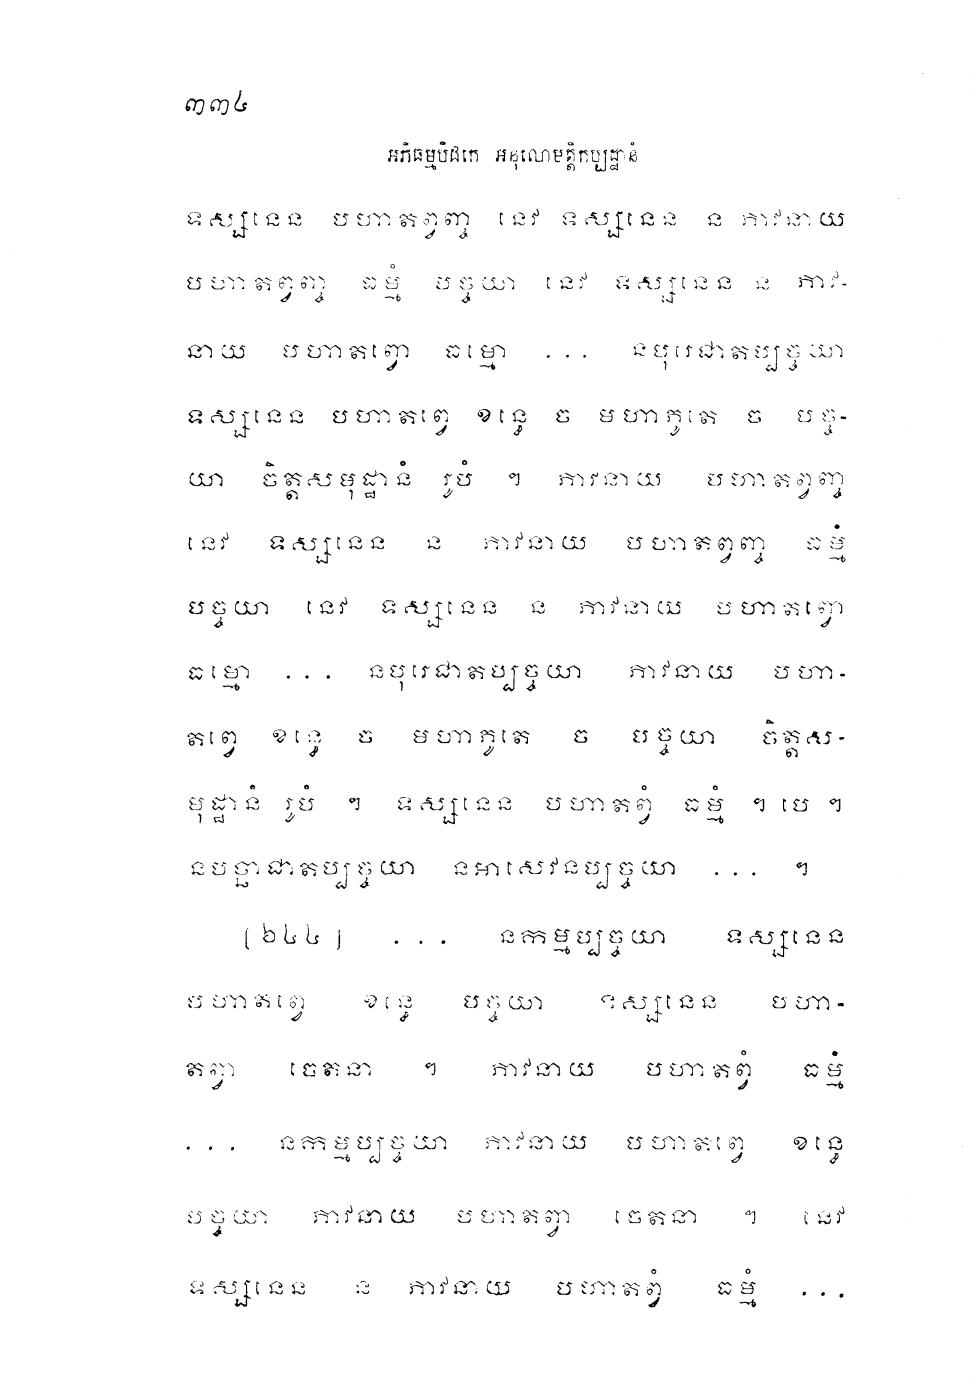 ៣៣៤
អភិធម្មបិដកេ អនុលោមត្តិកប្បដ្ឋានំ
ទស្សនេន បហាតព្វញ្ច នេវ ទស្សនេន ន ភាវនាយ
បហាតព្វញ្ច ធម្មំ បច្ចយា នេវ ទស្សនេន ន ភាវ-
នាយ បហាតព្វោ ធម្មោ ... នបុរេជាតប្បច្ចយា
ទស្សនេន បហាតព្វេ ខន្ធេ ច មហាភូតេ ច បច្ច-
យា ចិត្តសមុដ្ឋានំ រូបំ ។ ភាវនាយ បហាតព្វញ្ច
នេវ ទស្សនេន ន ភាវនាយ បហាតព្វញ្ច ធម្មំ
បច្ចយា នេវ ទស្សនេន ន ភាវនាយ បហាតព្វោ
ធម្មោ ... នបុរេជាតប្បច្ចយា ភាវនាយ បហា-
តព្វេ ខន្ធេ ច មហាភូតេ ច បច្ចយា ចិត្តស-
មុដ្ឋានំ រូបំ ។ ទស្សនេន បហាតព្វំ ធម្មំ ។ បេ ។
នបច្ឆាជាតប្បច្ចយា នអាសេវនប្បច្ចយា ... ។
[៦៤៤] ... នកម្មប្បច្ចយា ទស្សនេន
បហាតព្វេ ខន្ធេ បច្ចយា ទស្សនេន បហា-
តព្វា ចេតនា ។ ភាវនាយ បហាតព្វំ ធម្មំ
... នកម្មប្បច្ចយា ភាវនាយ បហាតព្វេ ខន្ធេ
បច្ចយា ភាវនាយ បហាតព្វា ចេតនា ។ នេវ
ទស្សនេន ន ភាវនាយ បហាតព្វំ ធម្មំ ...